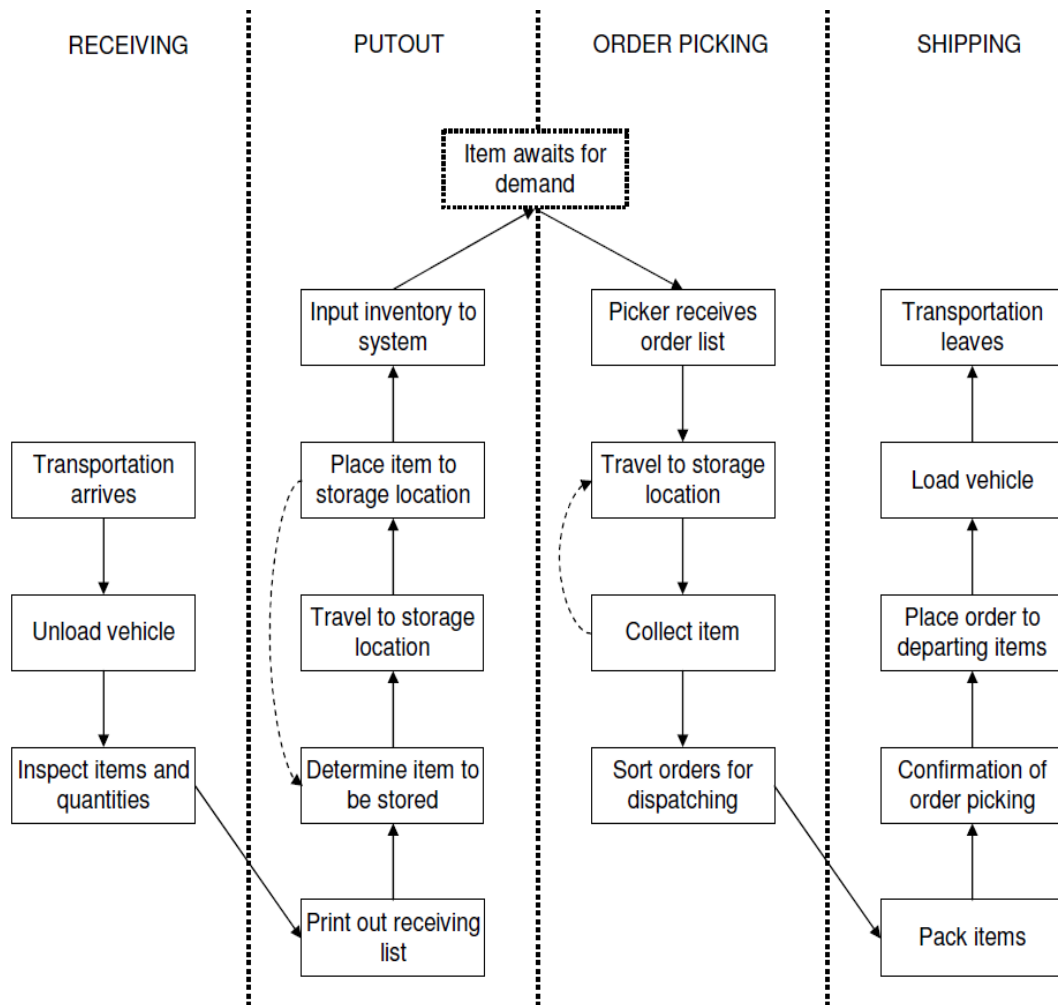 RECEIVING
PUTOUT
ORDER PICKING
SHIPPING
Item awaits for
demand
Input inventory to
system
Picker receives
order list
Transportation
leaves
Transportation
arrives
Place item to
storage location
Travel to storage
location
Load vehicle
Unload vehicle
Travel to storage
location
Collect item
Place order to
departing items
Inspect items and
quantities
Determine item to
be stored
Sort orders for
dispatching
Confirmation of
order picking
Print out receiving
list
Pack items